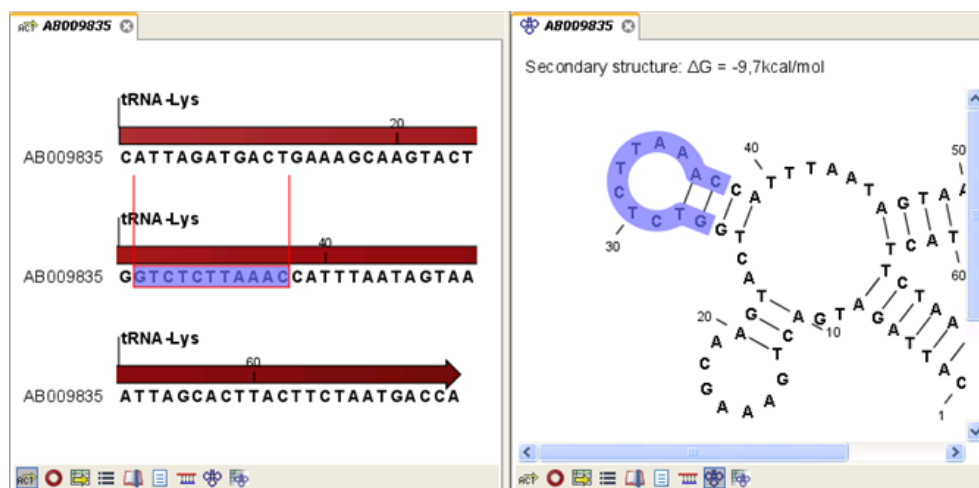 AB009835
tRNA-Lys
20
AB009835 CATTAGATGACTGAAAGCAAGTACT
tRNA-Lys
40
AB009835 GGTCTCTTAAACCATTTAATAGTAA
tRNA-Lys
60
AB009835 ATTAGCACTTACTTCTAATGACCA
AB009835
Secondary structure: ΔG = -9,7kcal/mol
40
50
30
60
20
10
1